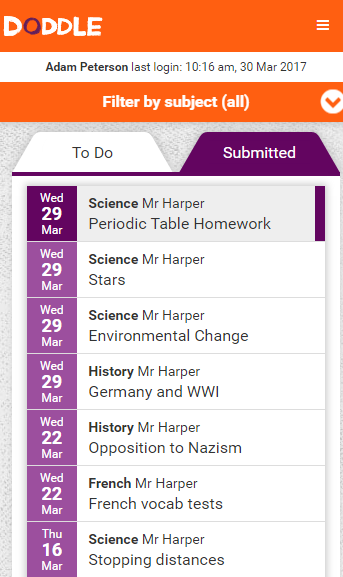 DODDLE
Adam Peterson last login: 10:16 am, 30 Mar 2017
Filter by subject (all)
To Do
Submitted
Wed
29
Mar
Science Mr Harper
Periodic Table Homework
Wed
29
Mar
Science Mr Harper
Stars
Wed
29
Mar
Science Mr Harper
Environmental Change
Wed
29
Mar
History Mr Harper
Germany and WWI
Wed
22
Mar
History Mr Harper
Opposition to Nazism
Wed
22
Mar
French Mr Harper
French vocab tests
Thu
16
Mar
Science Mr Harper
Stopping distances